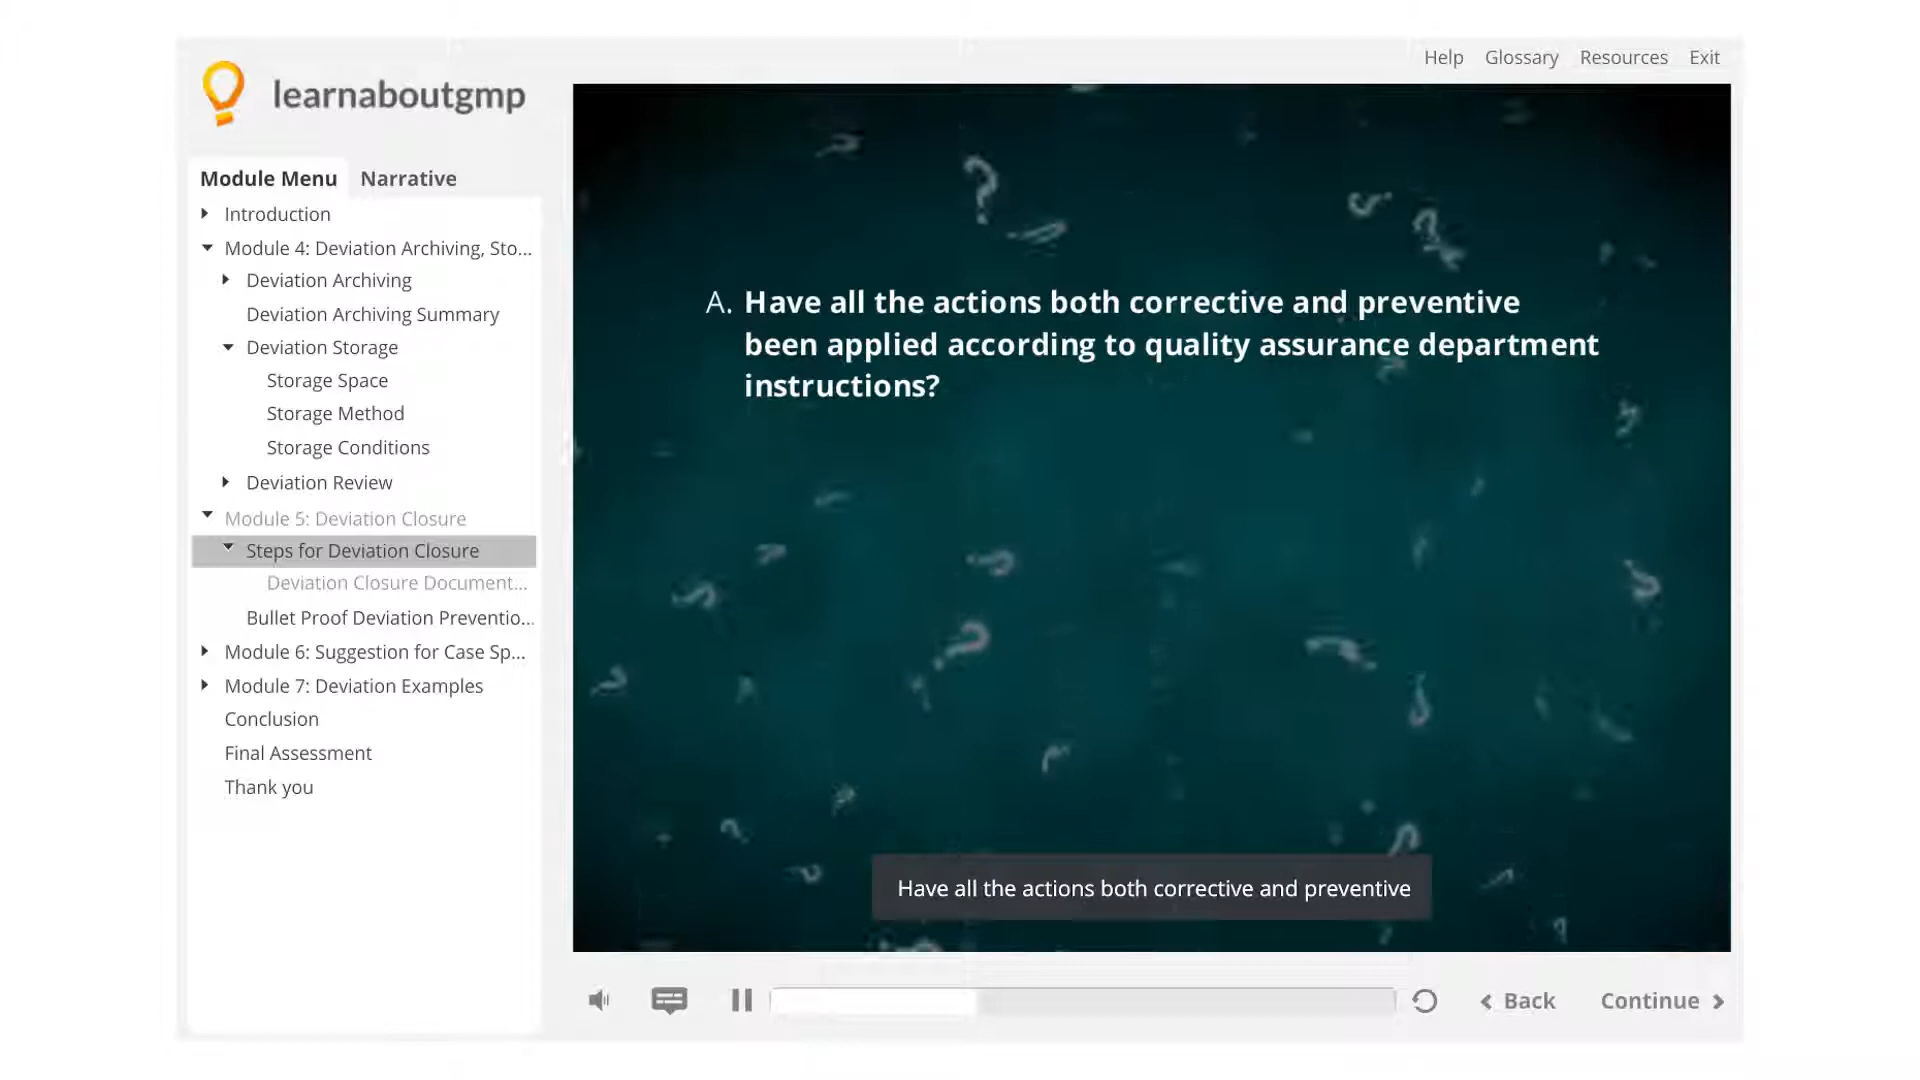 Help Glossary Resources Exit
learnaboutgmp
Module Menu Narrative
Introduction
Module 4: Deviation Archiving, Sto...
Deviation Archiving
Deviation Archiving Summary
Deviation Storage
Storage Space
Storage Method
Storage Conditions
Deviation Review
Module 5: Deviation Closure
Steps for Deviation Closure
Deviation Closure Document...
Bullet Proof Deviation Preventio...
Module 6: Suggestion for Case Sp...
Module 7: Deviation Examples
Conclusion
Final Assessment
Thank you
A. Have all the actions both corrective and preventive
been applied according to quality assurance department
instructions?
Have all the actions both corrective and preventive
Back Continue